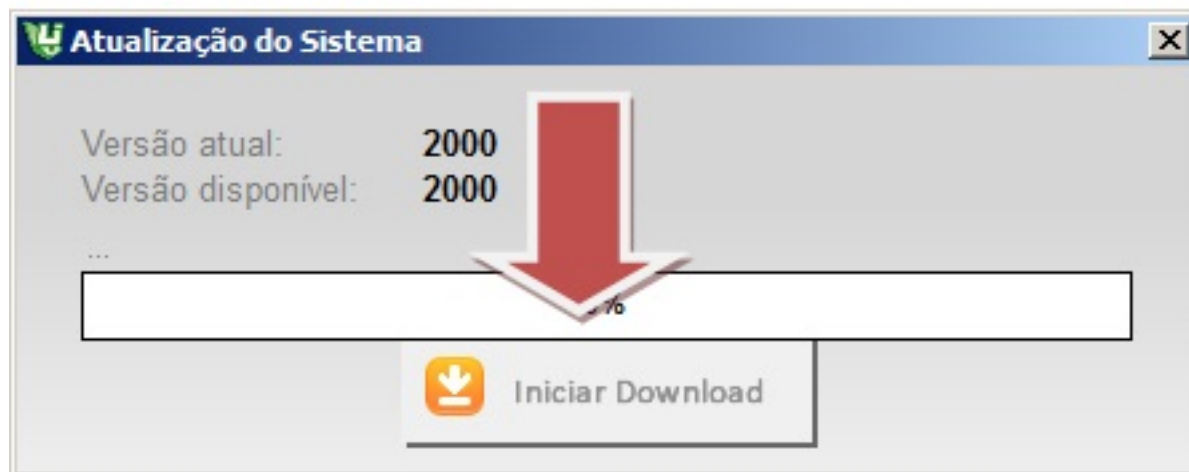 Atualização do Sistema
Versão atual: 2000
Versão disponível: 2000
...
%
Iniciar Download